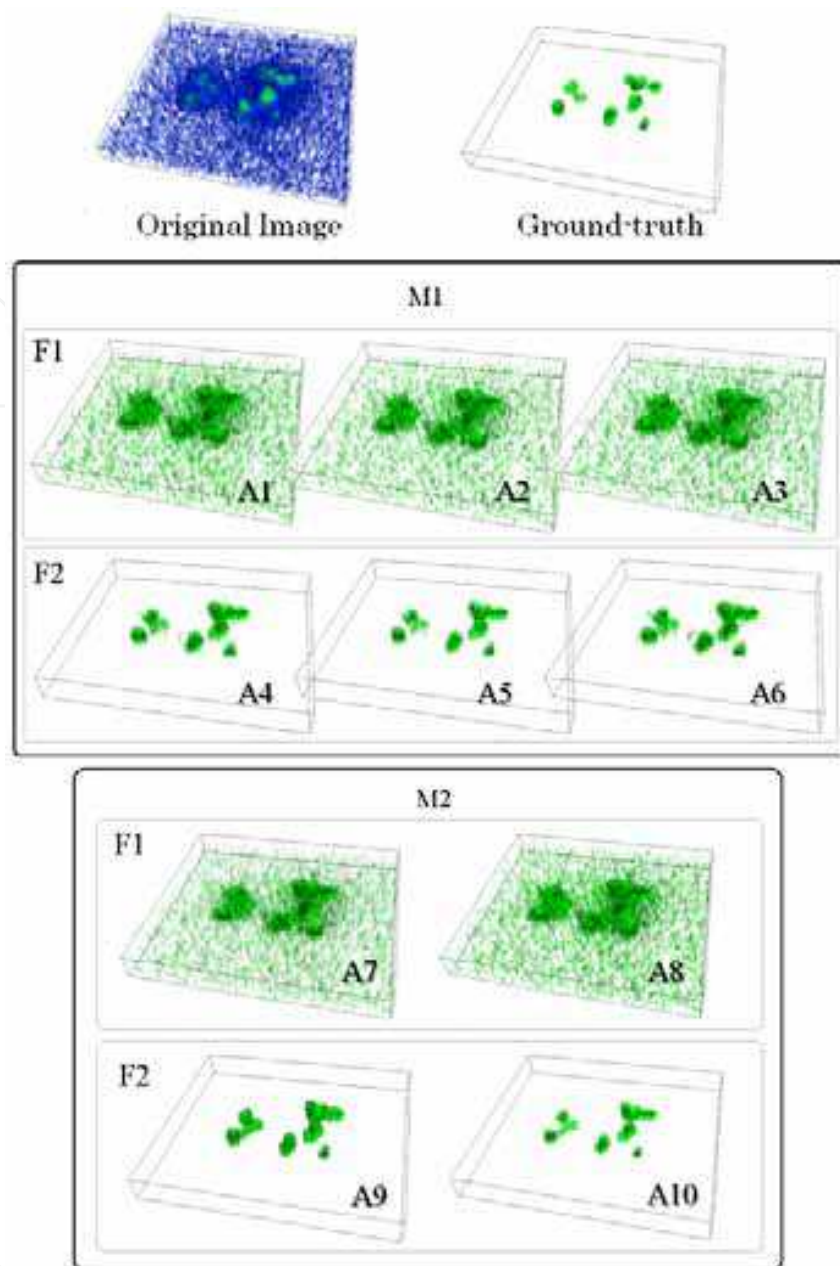 Original Image
Ground-truth
M1
F1
A1
A2
A3
F2
A4
A5
A6
M2
F1
A7
A8
F2
A9
A10